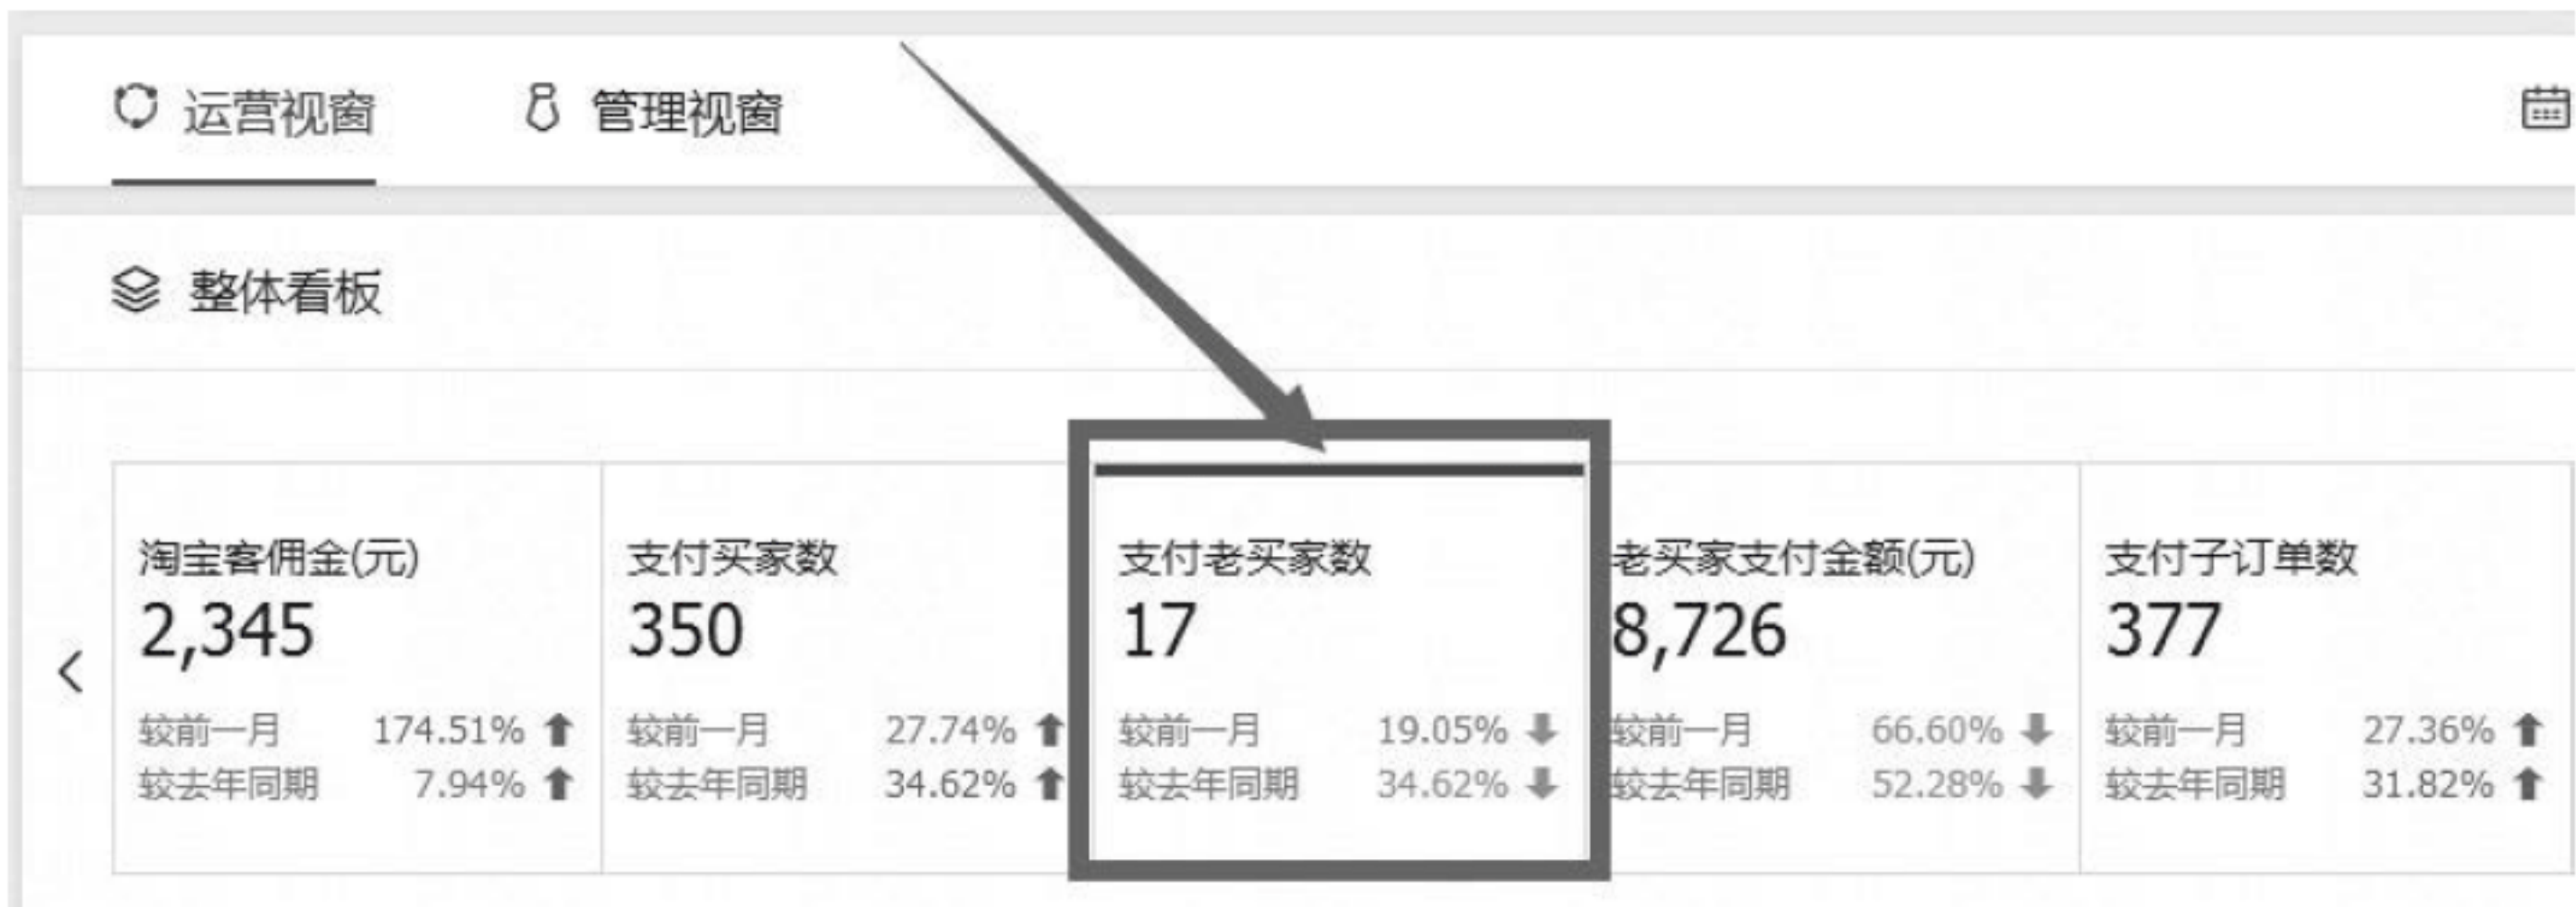 运营视窗 管理视窗
整体看板
淘宝客佣金(元) 支付买家数 支付老买家数 老买家支付金额(元) 支付子订单数
2,345 350 17 8,726 377
较前一月 174.51% 较前一月 27.74% 较前一月 19.05% 较前一月 66.60% 较前一月 27.36%
较去年同期 7.94% 较去年同期 34.62% 较去年同期 34.62% 较去年同期 52.28% 较去年同期 31.82%